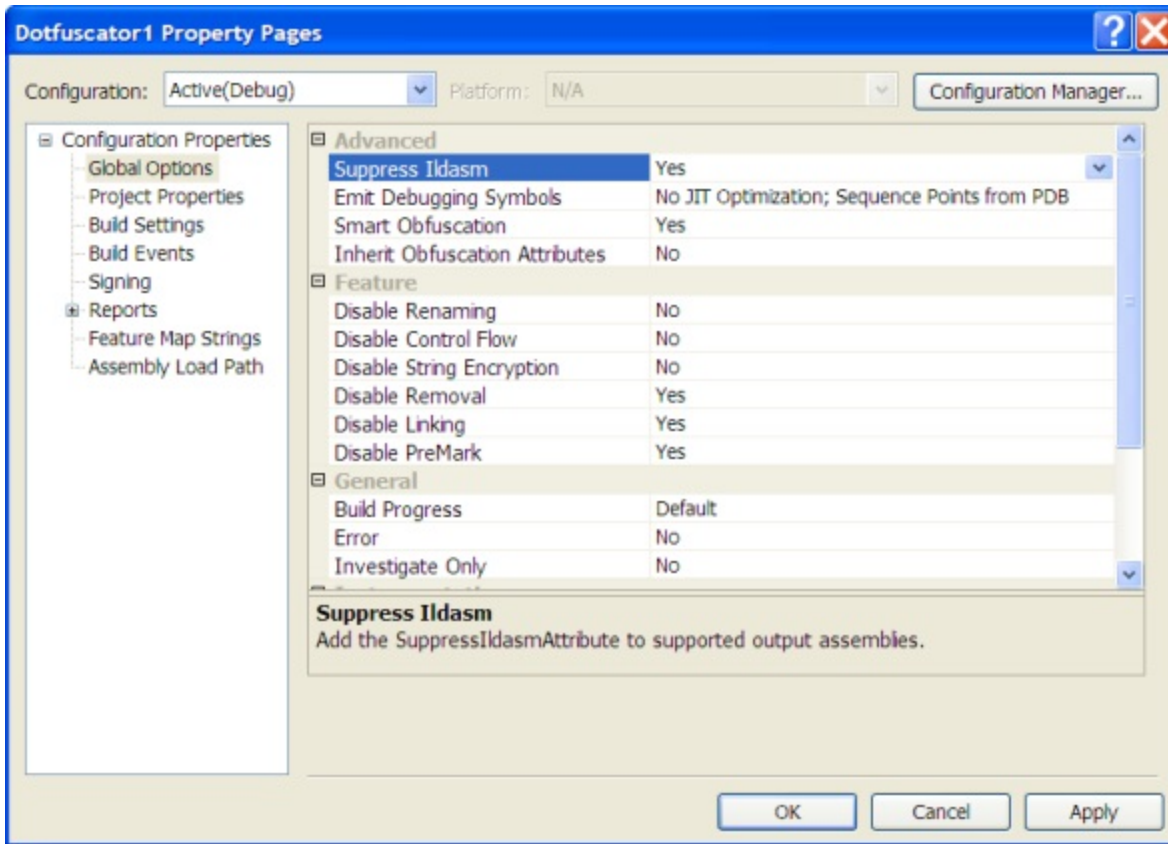 Dotfuscator1 Property Pages
Configuration: Active(Debug) Platform: N/A Configuration Manager...
Configuration Properties
Global Options
Project Properties
Build Settings
Build Events
Signing
Reports
Feature Map Strings
Assembly Load Path
Advanced
Suppress Ildasm Yes
Emit Debugging Symbols No JIT Optimization; Sequence Points from PDB
Smart Obfuscation Yes
Inherit Obfuscation Attributes No
Feature
Disable Renaming No
Disable Control Flow No
Disable String Encryption No
Disable Removal Yes
Disable Linking Yes
Disable PreMark Yes
General
Build Progress Default
Error No
Investigate Only No
Suppress Ildasm
Add the SuppressIldasmAttribute to supported output assemblies.
OK Cancel Apply